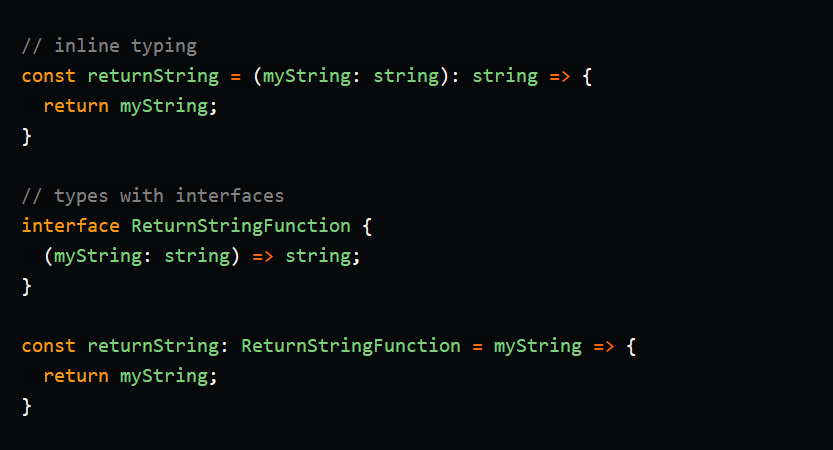 // inline typing
const returnString = (myString: string): string => {
  return myString;
}
// types with interfaces
interface ReturnStringFunction {
  (myString: string) => string;
}
const returnString: ReturnStringFunction = myString => {
  return myString;
}